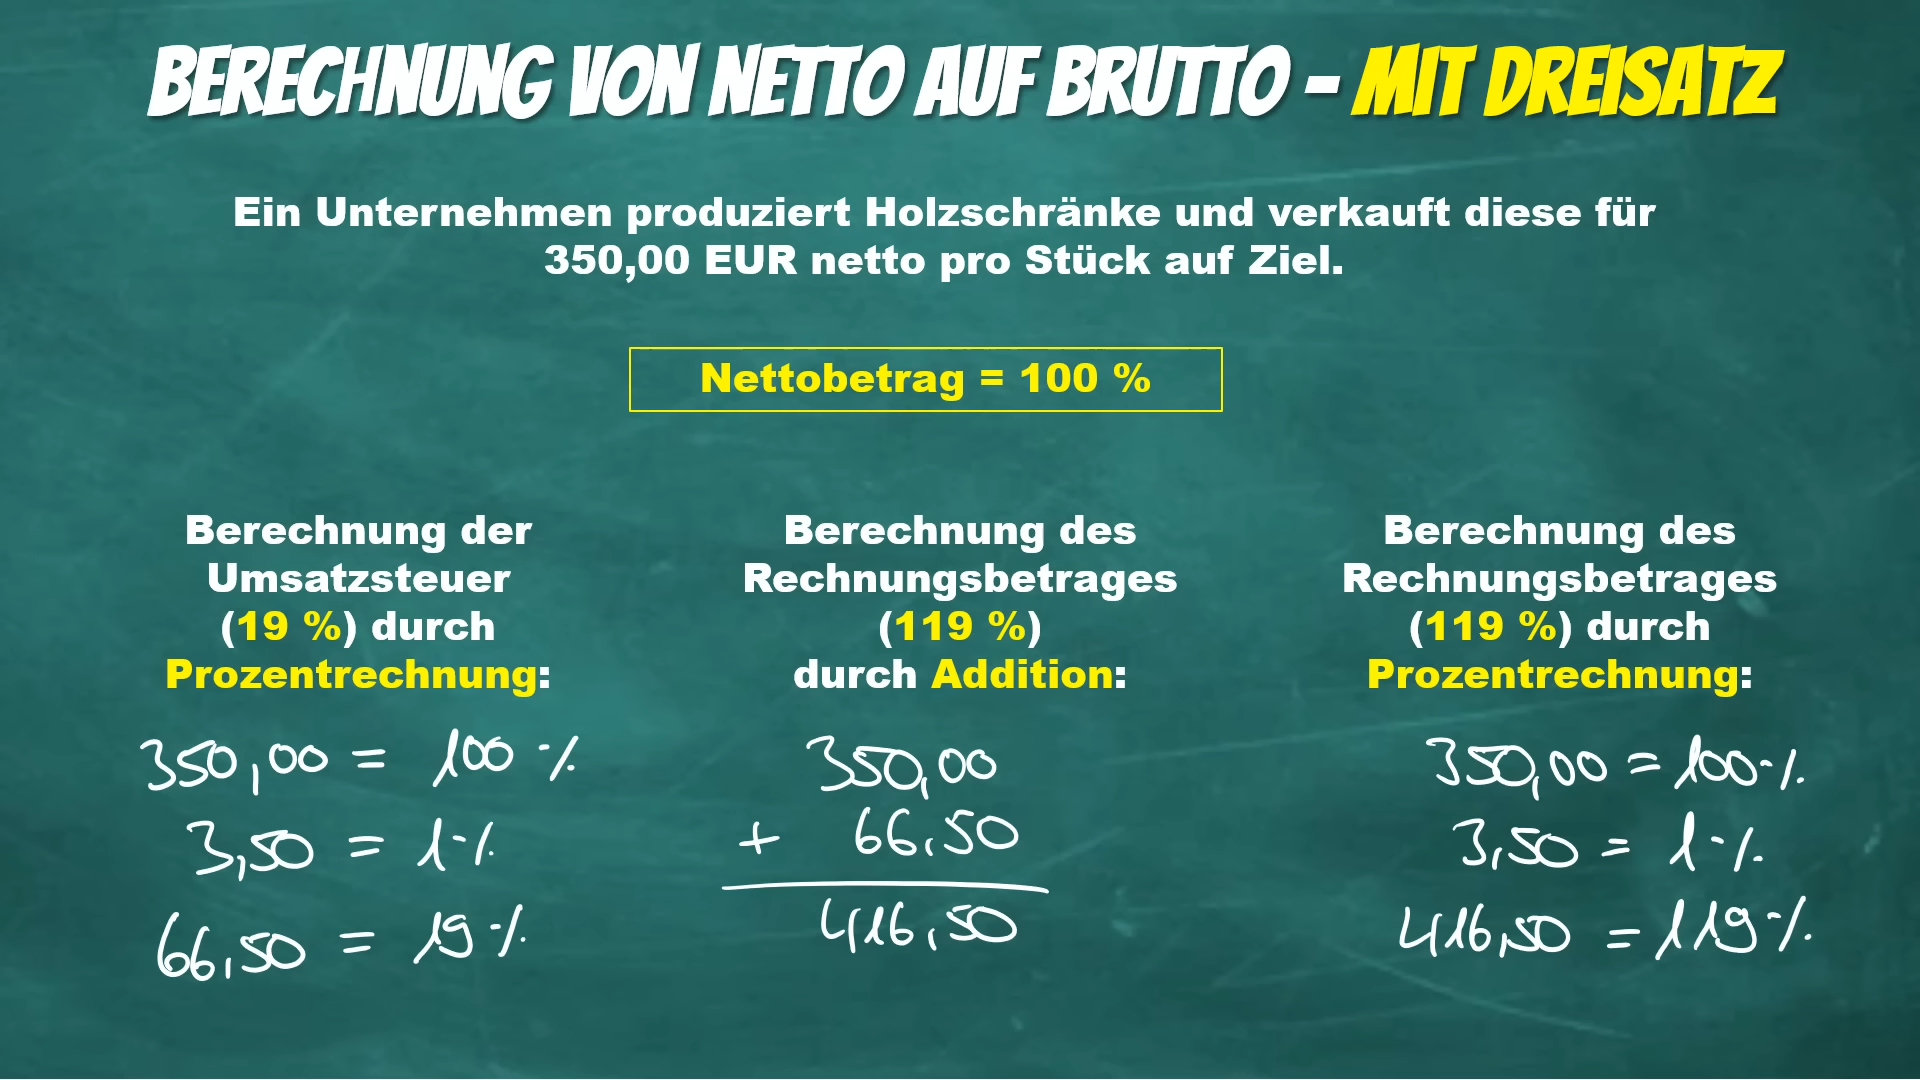 BERECHNUNG VON NETTO AUF BRUTTO - MIT DREISATZ
Ein Unternehmen produziert Holzschränke und verkauft diese für
350,00 EUR netto pro Stück auf Ziel.
Nettobetrag = 100 %
Berechnung der
Umsatzsteuer
(19 %) durch
Prozentrechnung:
350,00 = 100 %
3,50 = 1 %
66,50 = 19 %
Berechnung des
Rechnungsbetrages
(119 %)
durch Addition:
350,00
+ 66,50
416,50
Berechnung des
Rechnungsbetrages
(119 %) durch
Prozentrechnung:
350,00 = 100 %
3,50 = 1 %
416,50 = 119 %